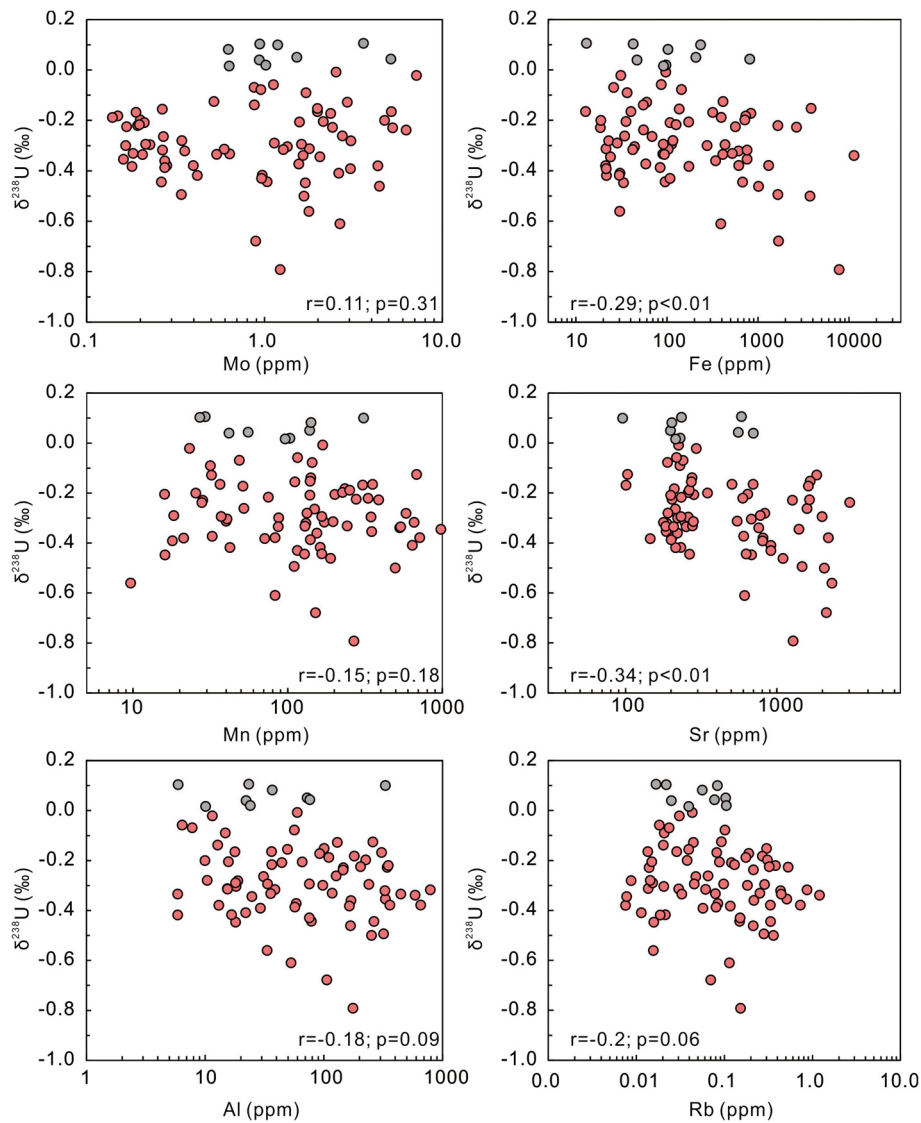 0.2
0.0
-0.2
-0.4
-0.6
-0.8
-1.0
δ²³⁸U (‰)
r=0.11; p=0.31
0.1 1.0 10.0
Mo (ppm)
0.2
0.0
-0.2
-0.4
-0.6
-0.8
-1.0
δ²³⁸U (‰)
r=-0.29; p<0.01
10 100 1000 10000
Fe (ppm)
0.2
0.0
-0.2
-0.4
-0.6
-0.8
-1.0
δ²³⁸U (‰)
r=-0.15; p=0.18
10 100 1000
Mn (ppm)
0.2
0.0
-0.2
-0.4
-0.6
-0.8
-1.0
δ²³⁸U (‰)
r=-0.34; p<0.01
100 1000
Sr (ppm)
0.2
0.0
-0.2
-0.4
-0.6
-0.8
-1.0
δ²³⁸U (‰)
r=-0.18; p=0.09
1 10 100 1000
Al (ppm)
0.2
0.0
-0.2
-0.4
-0.6
-0.8
-1.0
δ²³⁸U (‰)
r=-0.2; p=0.06
0.0 0.01 0.1 1.0 10.0
Rb (ppm)